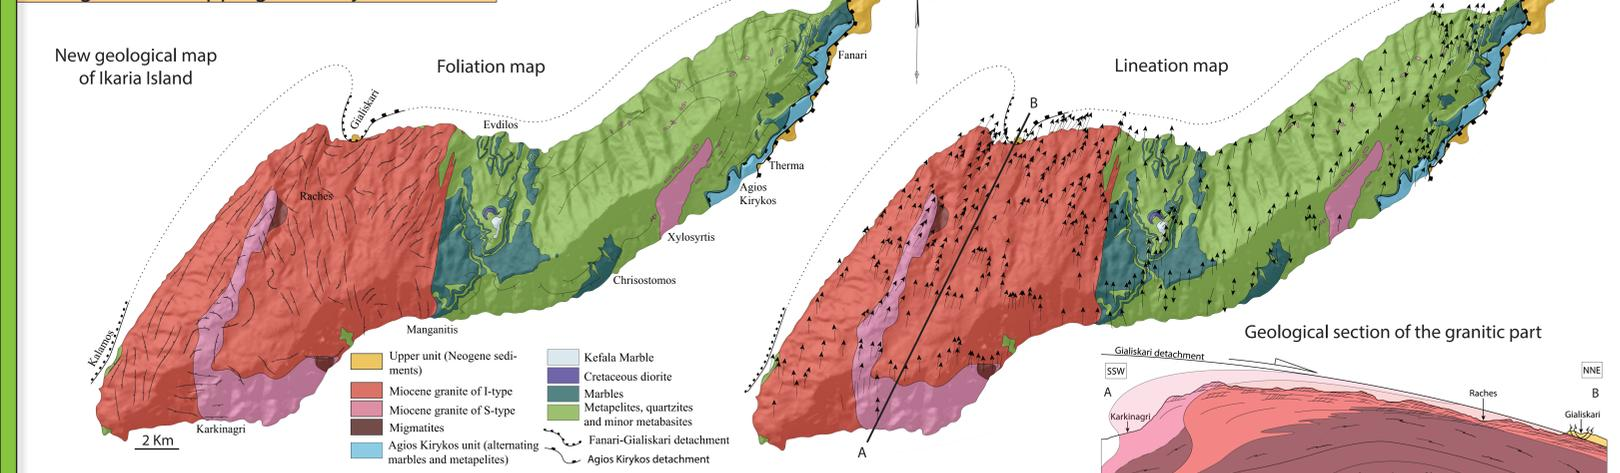 New geological map
of Ikaria Island
Foliation map
Gialiskari
Fanari
Evdilos
Raches
Therma
Agios
Kirykos
Xylosyrtis
Chrisostomos
Kalamos
Manganitis
Karkinagri
2 Km
Upper unit (Neogene sedi-
ments)
Miocene granite of I-type
Miocene granite of S-type
Migmatites
Agios Kirykos unit (alternating
marbles and metapelites)
Kefala Marble
Cretaceous diorite
Marbles
Metapelites, quartzites
and minor metabasites
Fanari-Gialiskari detachment
Agios Kirykos detachment
Lineation map
B
A
Geological section of the granitic part
Gialiskari detachment
SSW
NNE
A
B
Karkinagri
Raches
Gialiskari